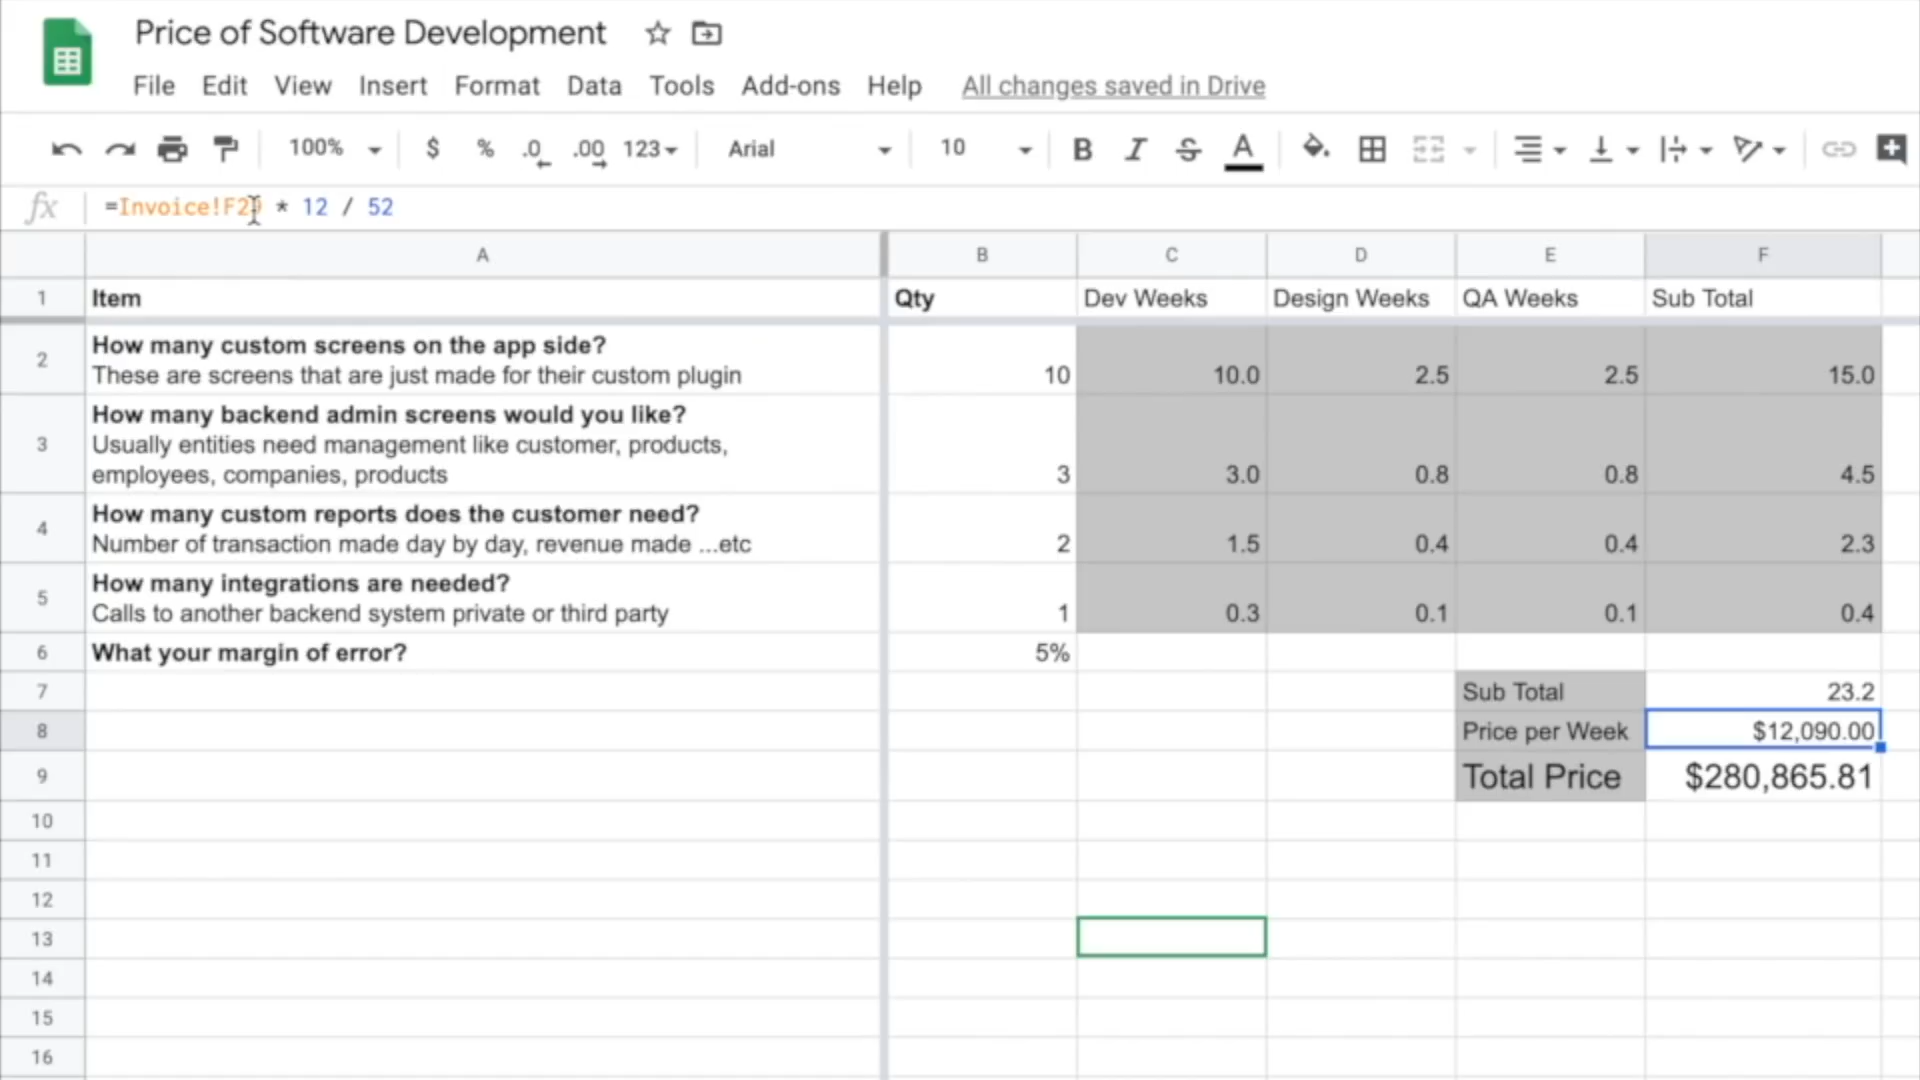 Price of Software Development
File Edit View Insert Format Data Tools Add-ons Help All changes saved in Drive
100% $ % .0 .00 123 Arial 10 B I S A
fx * 12 / 52
A B C D E F
1 Item Qty Dev Weeks Design Weeks QA Weeks Sub Total
How many custom screens on the app side?
2 These are screens that are just made for their custom plugin 10 10.0 2.5 2.5 15.0
How many backend admin screens would you like?
3 Usually entities need management like customer, products,
employees, companies, products 3 3.0 0.8 0.8 4.5
How many custom reports does the customer need?
4 Number of transaction made day by day, revenue made ...etc 2 1.5 0.4 0.4 2.3
How many integrations are needed?
5 Calls to another backend system private or third party 1 0.3 0.1 0.1 0.4
6 What your margin of error? 5%
7 Sub Total 23.2
8 Price per Week $12,090.00
9 Total Price $280,865.81
10
11
12
13
14
15
16